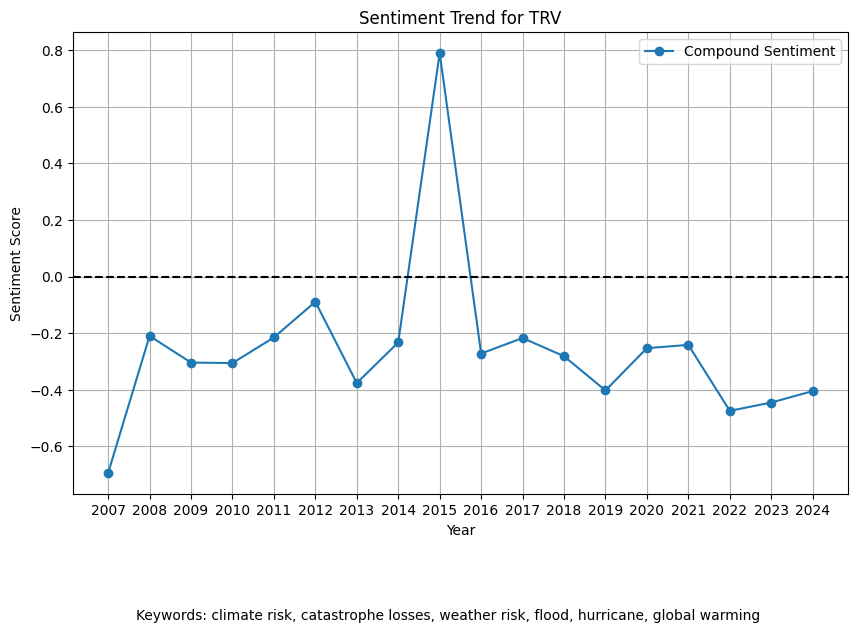 Sentiment Trend for TRV
Compound Sentiment
Sentiment Score
0.8
0.6
0.4
0.2
0.0
−0.2
−0.4
−0.6
2007 2008 2009 2010 2011 2012 2013 2014 2015 2016 2017 2018 2019 2020 2021 2022 2023 2024
Year
Keywords: climate risk, catastrophe losses, weather risk, flood, hurricane, global warming